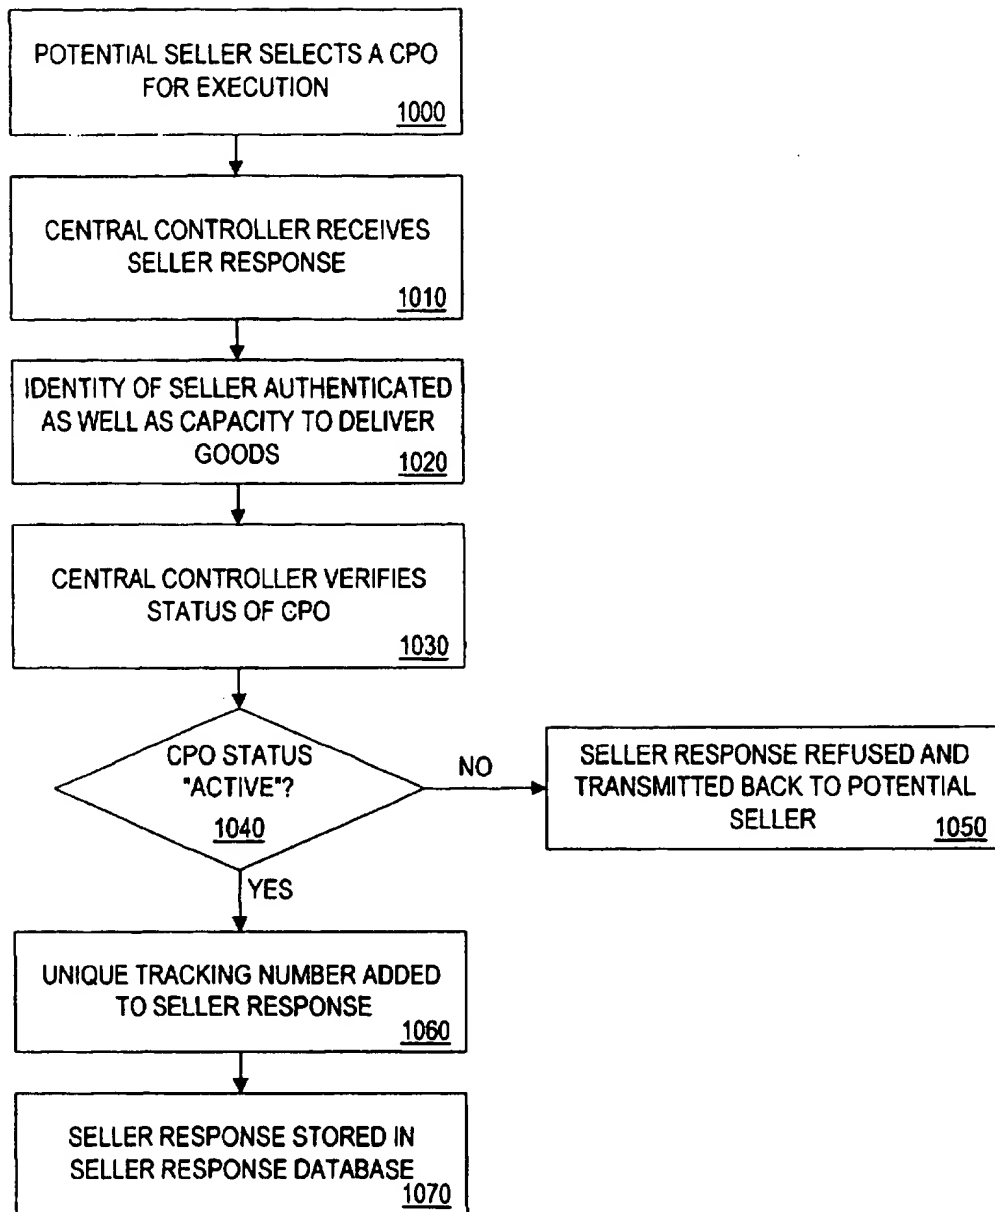 POTENTIAL SELLER SELECTS A CPO
FOR EXECUTION
1000
CENTRAL CONTROLLER RECEIVES
SELLER RESPONSE
1010
IDENTITY OF SELLER AUTHENTICATED
AS WELL AS CAPACITY TO DELIVER
GOODS
1020
CENTRAL CONTROLLER VERIFIES
STATUS OF CPO
1030
CPO STATUS
"ACTIVE"?
1040
NO
SELLER RESPONSE REFUSED AND
TRANSMITTED BACK TO POTENTIAL
SELLER
1050
YES
UNIQUE TRACKING NUMBER ADDED
TO SELLER RESPONSE
1060
SELLER RESPONSE STORED IN
SELLER RESPONSE DATABASE
1070